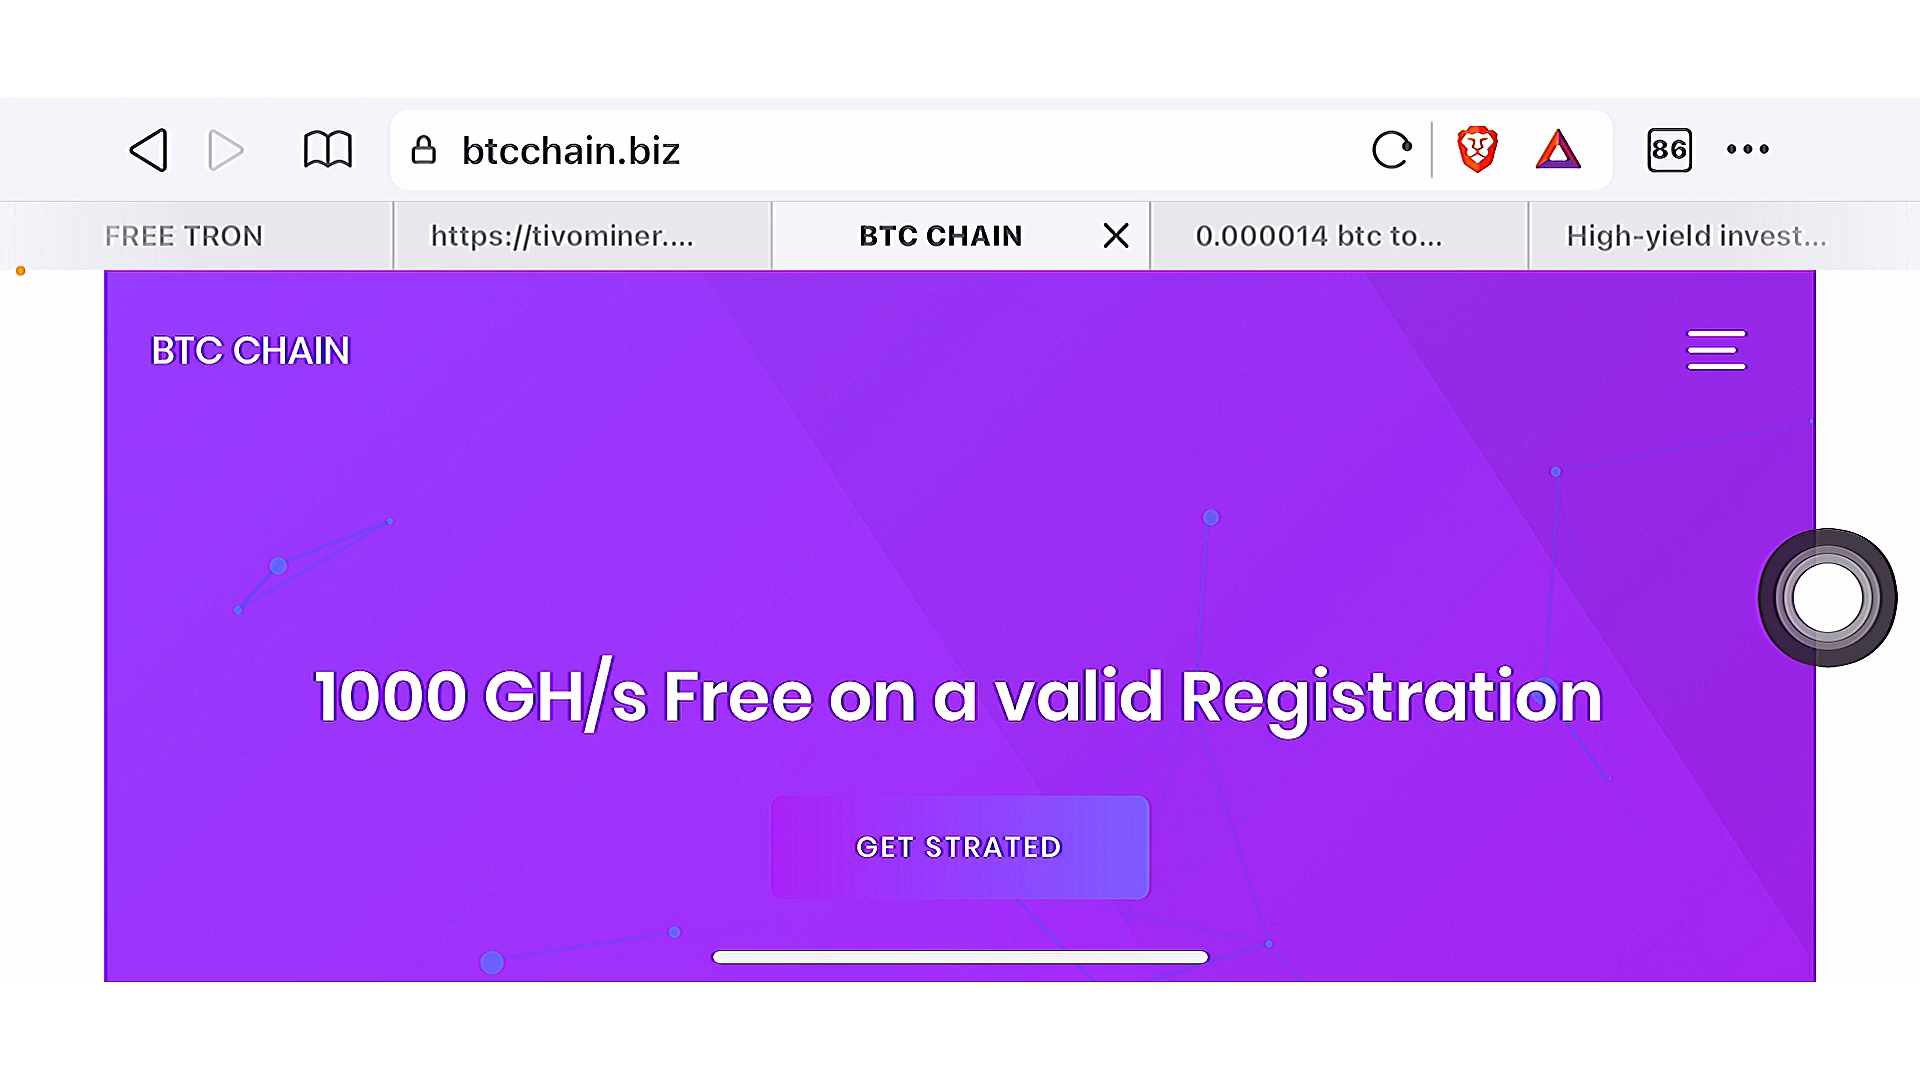 btcchain.biz
86
FREE TRON
https://tivominer....
BTC CHAIN
0.000014 btc to...
High-yield invest...
BTC CHAIN
1000 GH/s Free on a valid Registration
GET STRATED